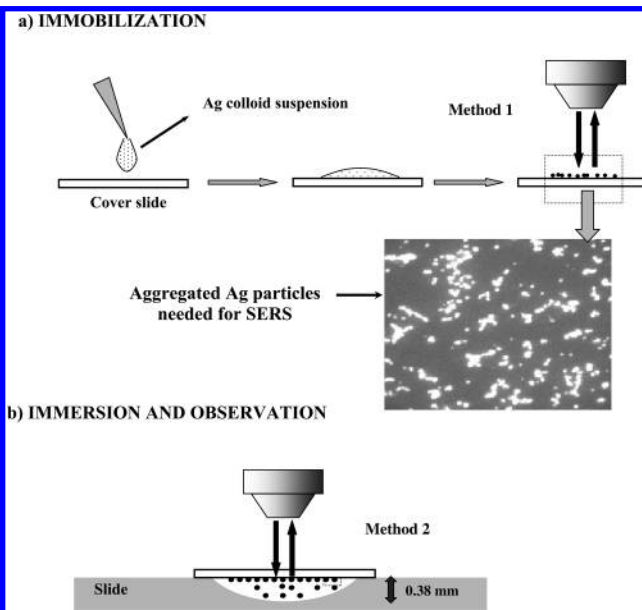 a) IMMOBILIZATION
Ag colloid suspension
Method 1
Cover slide
Aggregated Ag particles
needed for SERS
b) IMMERSION AND OBSERVATION
Method 2
Slide
0.38 mm